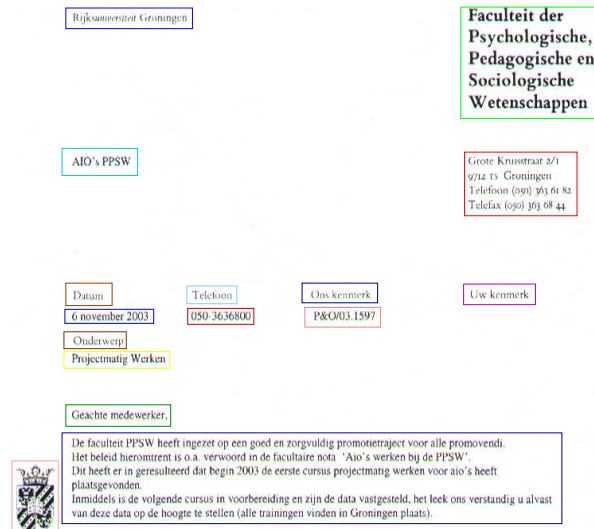 Rijksuniversiteit Groningen
Faculteit der
Psychologische,
Pedagogische en
Sociologische
Wetenschappen
AIO's PPSW
Grote Kruisstraat 2/1
9712 TS Groningen
Telefoon (050) 363 61 82
Telefax (050) 363 68 44
Datum Telefoon Ons kenmerk Uw kenmerk
6 november 2003 050-3636800 P&O/03.1597
Onderwerp
Projectmatig Werken
Geachte medewerker,
De faculteit PPSW heeft ingezet op een goed en zorgvuldig promotietraject voor alle promovendi.
Het beleid hieromtrent is o.a. verwoord in de facultaire nota 'Aio's werken bij de PPSW'.
Dit heeft er in geresulteerd dat begin 2003 de eerste cursus projectmatig werken voor aio's heeft
plaatsgevonden.
Inmiddels is de volgende cursus in voorbereiding en zijn de data vastgesteld, het leek ons verstandig u alvast
van deze data op de hoogte te stellen (alle trainingen vinden in Groningen plaats).